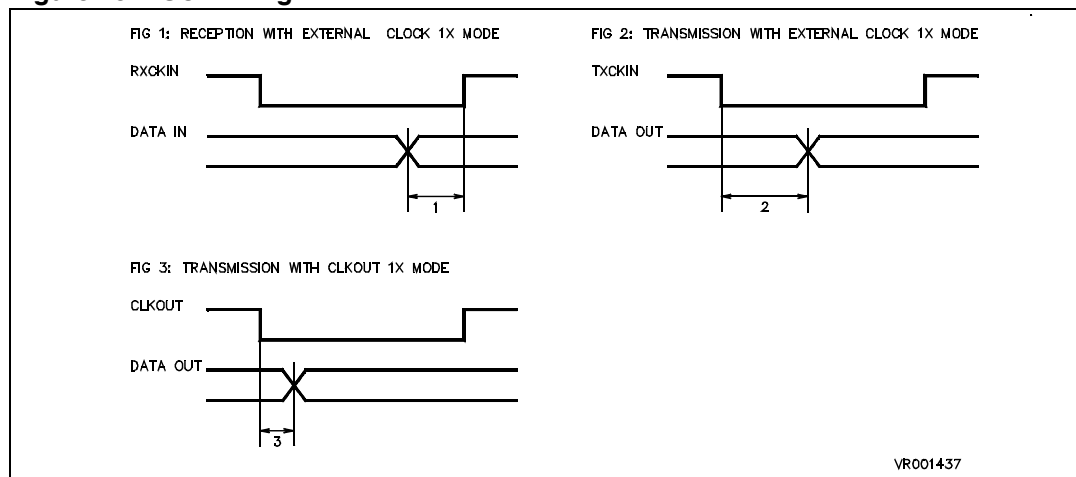 FIG 1: RECEPTION WITH EXTERNAL CLOCK 1X MODE
RXCKIN
DATA IN
1
FIG 2: TRANSMISSION WITH EXTERNAL CLOCK 1X MODE
TXCKIN
DATA OUT
2
FIG 3: TRANSMISSION WITH CLKOUT 1X MODE
CLKOUT
DATA OUT
3
VR001437